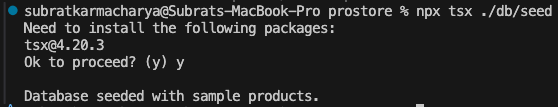 subratkarmacharya@Subrats-MacBook-Pro prostore % npx tsx ./db/seed
Need to install the following packages:
tsx@4.20.3
Ok to proceed? (y) y
Database seeded with sample products.